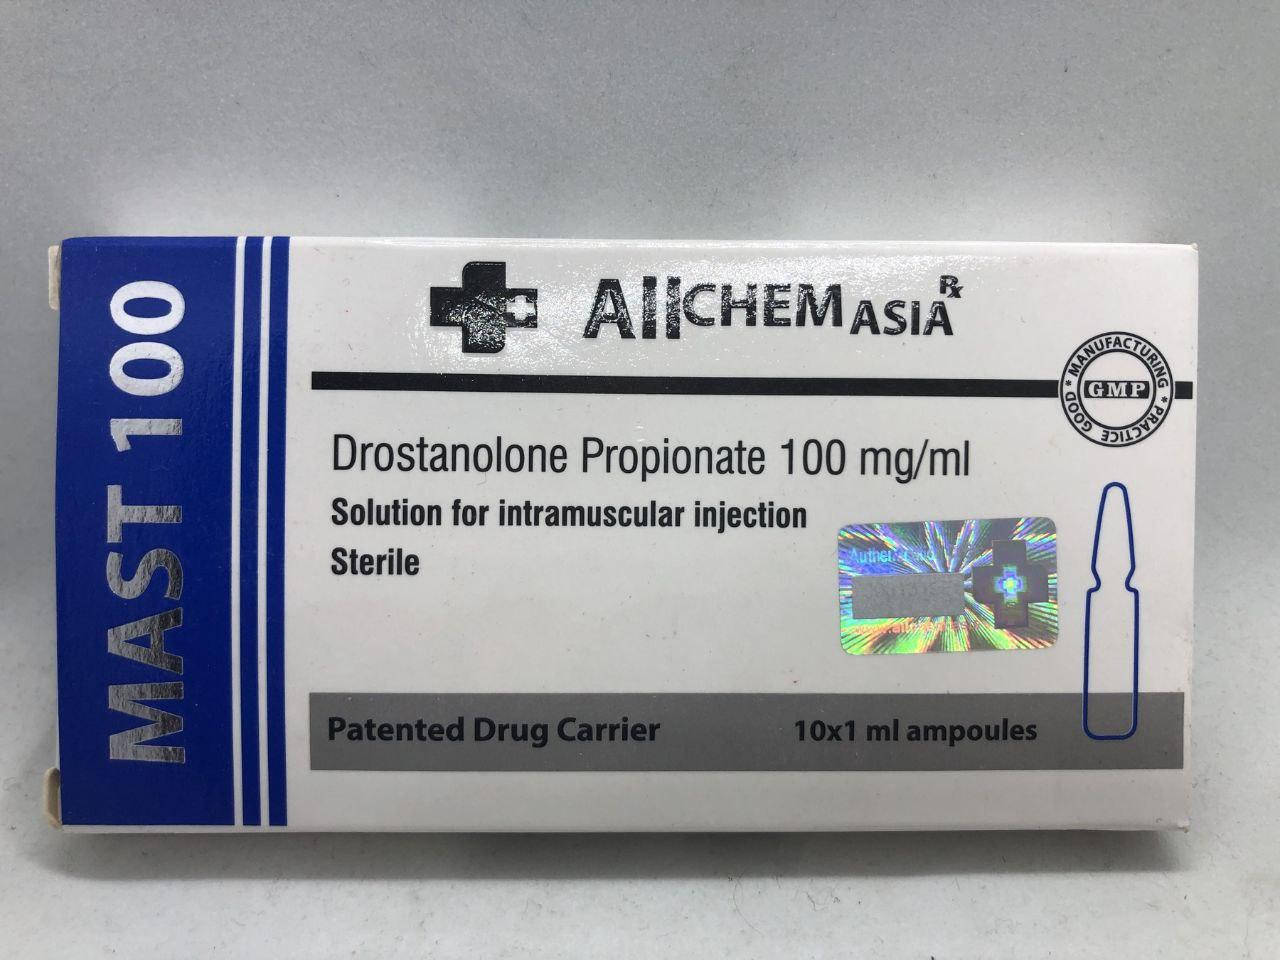 MAST 100
AllCHEM ASIA Rx
GOOD * MANUFACTURING * PRACTICE
GMP
Drostanolone Propionate 100 mg/ml
Solution for intramuscular injection
Sterile
Patented Drug Carrier
10x1 ml ampoules